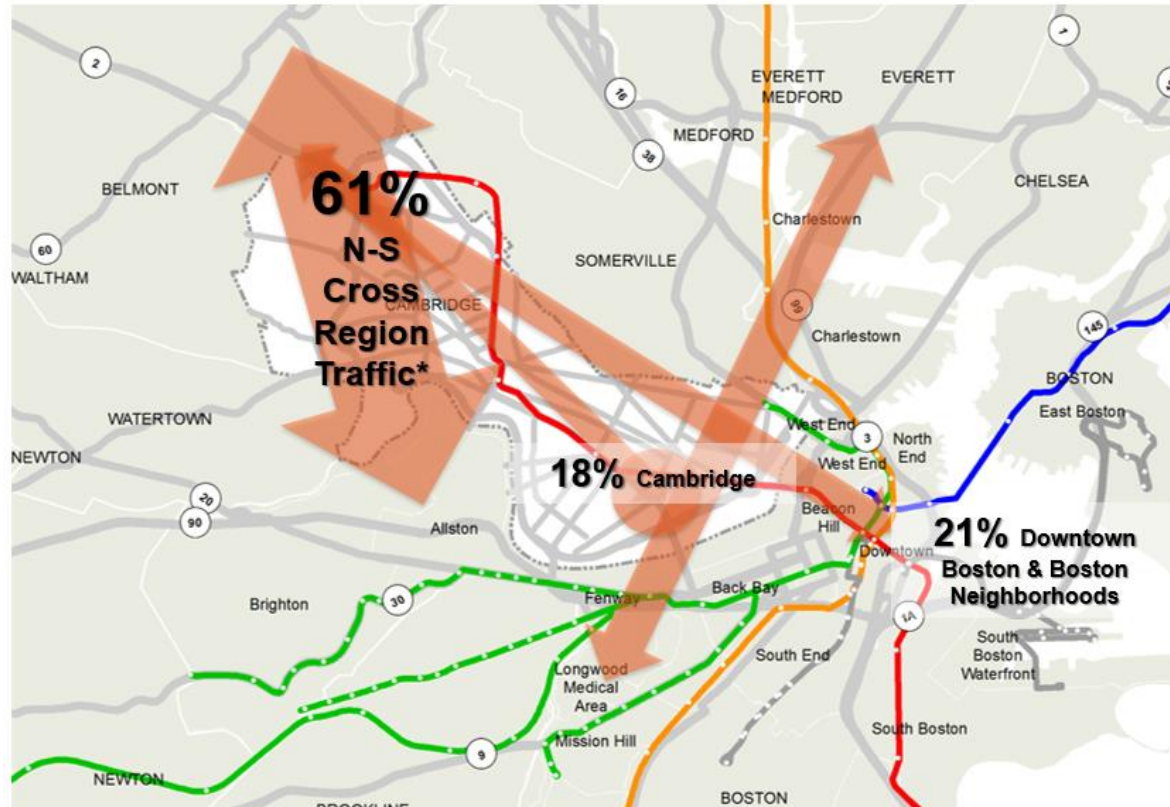 1
2
EVERETT
EVERETT
MEDFORD
16
MEDFORD
38
BELMONT
CHELSEA
61%
N-S
Cross
Region
Traffic*
Charlestown
60
WALTHAM
SOMERVILLE
CAMBRIDGE
99
Charlestown
145
BOSTON
East Boston
WATERTOWN
West End
3
North
End
West End
NEWTON
18% Cambridge
20
90
Beacon
Hill
Allston
Downtown
21% Downtown
Boston & Boston
Neighborhoods
Back Bay
Fenway
Brighton
30
1A
South End
South
Boston
Waterfront
Longwood
Medical
Area
South Boston
Mission Hill
9
NEWTON
BROOKLINE
BOSTON